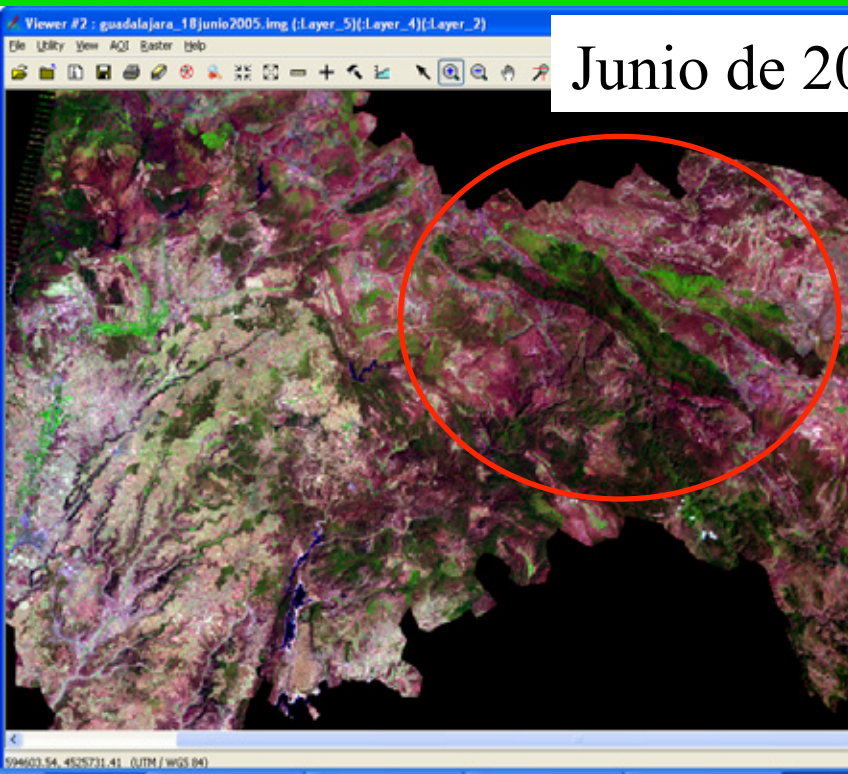 Viewer #2 : guadalajara_18junio2005.img (:Layer_5)(:Layer_4)(:Layer_2)
File Utility View AOI Raster Help
Junio de 20
594603.54, 4525731.41 (UTM / WGS 84)